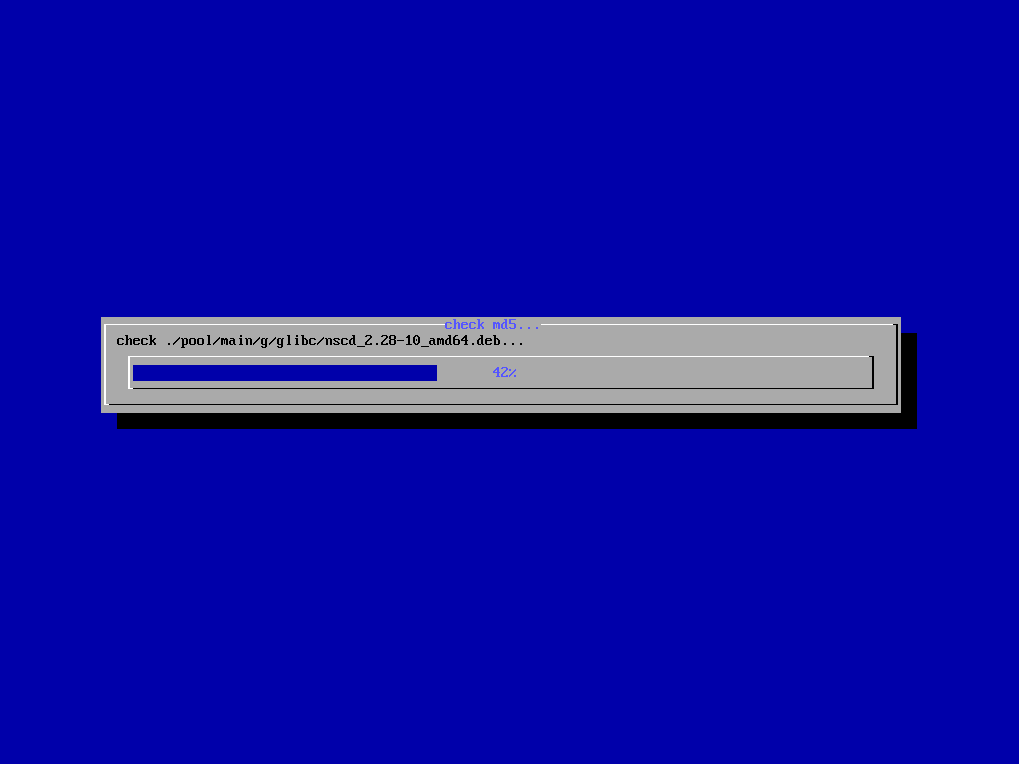 check md5...
check ./pool/main/g/glibc/nscd_2.28-10_amd64.deb...
42%